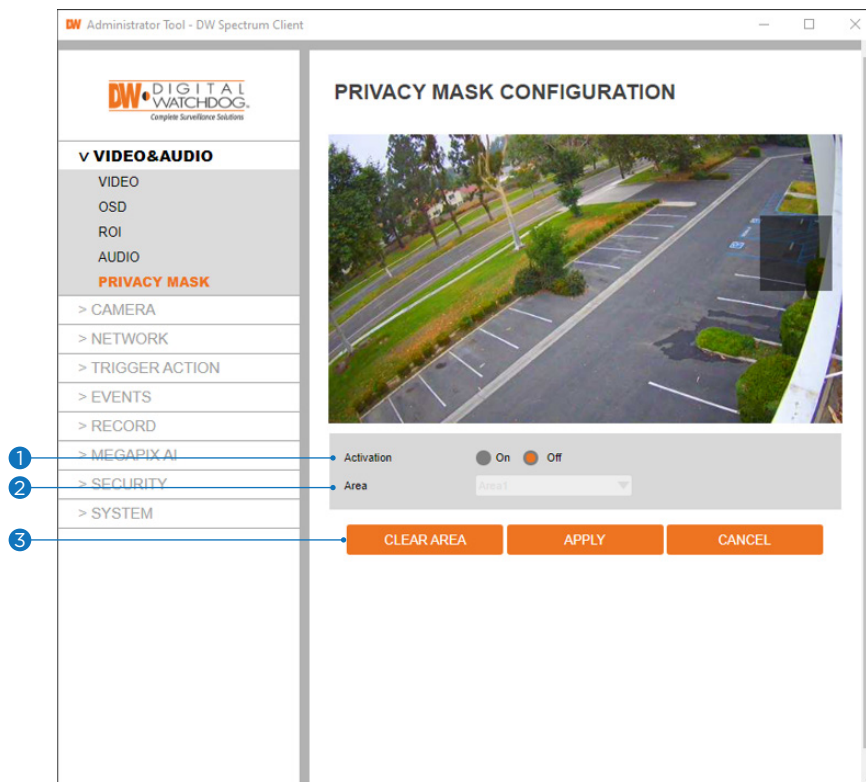 DW Administrator Tool - DW Spectrum Client
DW DIGITAL
WATCHDOG®
Complete Surveillance Solutions
PRIVACY MASK CONFIGURATION
v VIDEO&AUDIO
VIDEO
OSD
ROI
AUDIO
PRIVACY MASK
> CAMERA
> NETWORK
> TRIGGER ACTION
> EVENTS
> RECORD
> MEGAPIX AI
> SECURITY
> SYSTEM
1
Activation On Off
2
Area Area1
3
CLEAR AREA APPLY CANCEL